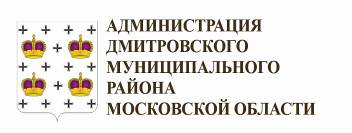 АДМИНИСТРАЦИЯ
ДМИТРОВСКОГО
МУНИЦИПАЛЬНОГО
РАЙОНА
МОСКОВСКОЙ ОБЛАСТИ